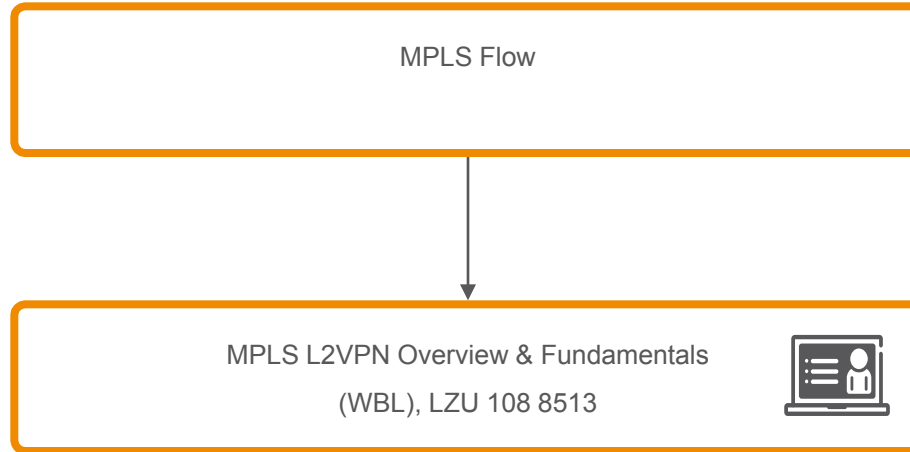 MPLS Flow
MPLS L2VPN Overview & Fundamentals
(WBL), LZU 108 8513